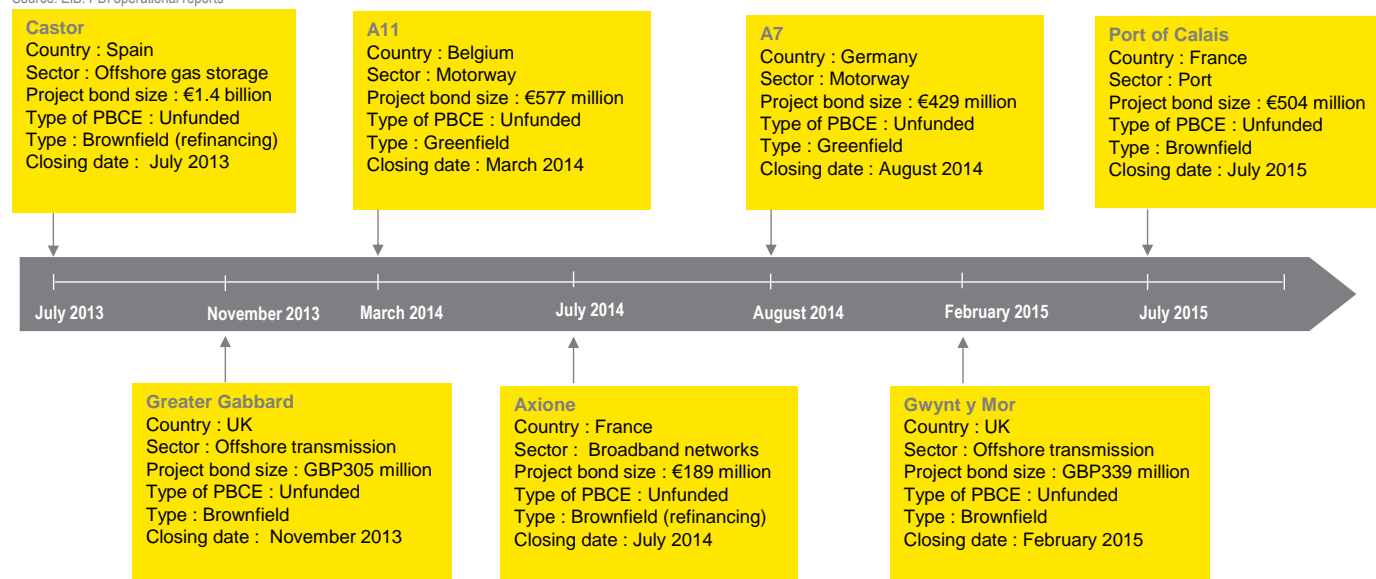 Source: EIB. PBI operational reports
Castor
Country : Spain
Sector : Offshore gas storage
Project bond size : €1.4 billion
Type of PBCE : Unfunded
Type : Brownfield (refinancing)
Closing date :  July 2013
A11
Country : Belgium
Sector : Motorway
Project bond size : €577 million
Type of PBCE : Unfunded
Type : Greenfield
Closing date : March 2014
A7
Country : Germany
Sector : Motorway
Project bond size : €429 million
Type of PBCE : Unfunded
Type : Greenfield
Closing date : August 2014
Port of Calais
Country : France
Sector : Port
Project bond size : €504 million
Type of PBCE : Unfunded
Type : Brownfield
Closing date : July 2015
July 2013
November 2013
March 2014
July 2014
August 2014
February 2015
July 2015
Greater Gabbard
Country : UK
Sector : Offshore transmission
Project bond size : GBP305 million
Type of PBCE : Unfunded
Type : Brownfield
Closing date :  November 2013
Axione
Country : France
Sector :  Broadband networks
Project bond size : €189 million
Type of PBCE : Unfunded
Type : Brownfield (refinancing)
Closing date : July 2014
Gwynt y Mor
Country : UK
Sector : Offshore transmission
Project bond size : GBP339 million
Type of PBCE : Unfunded
Type : Brownfield
Closing date : February 2015